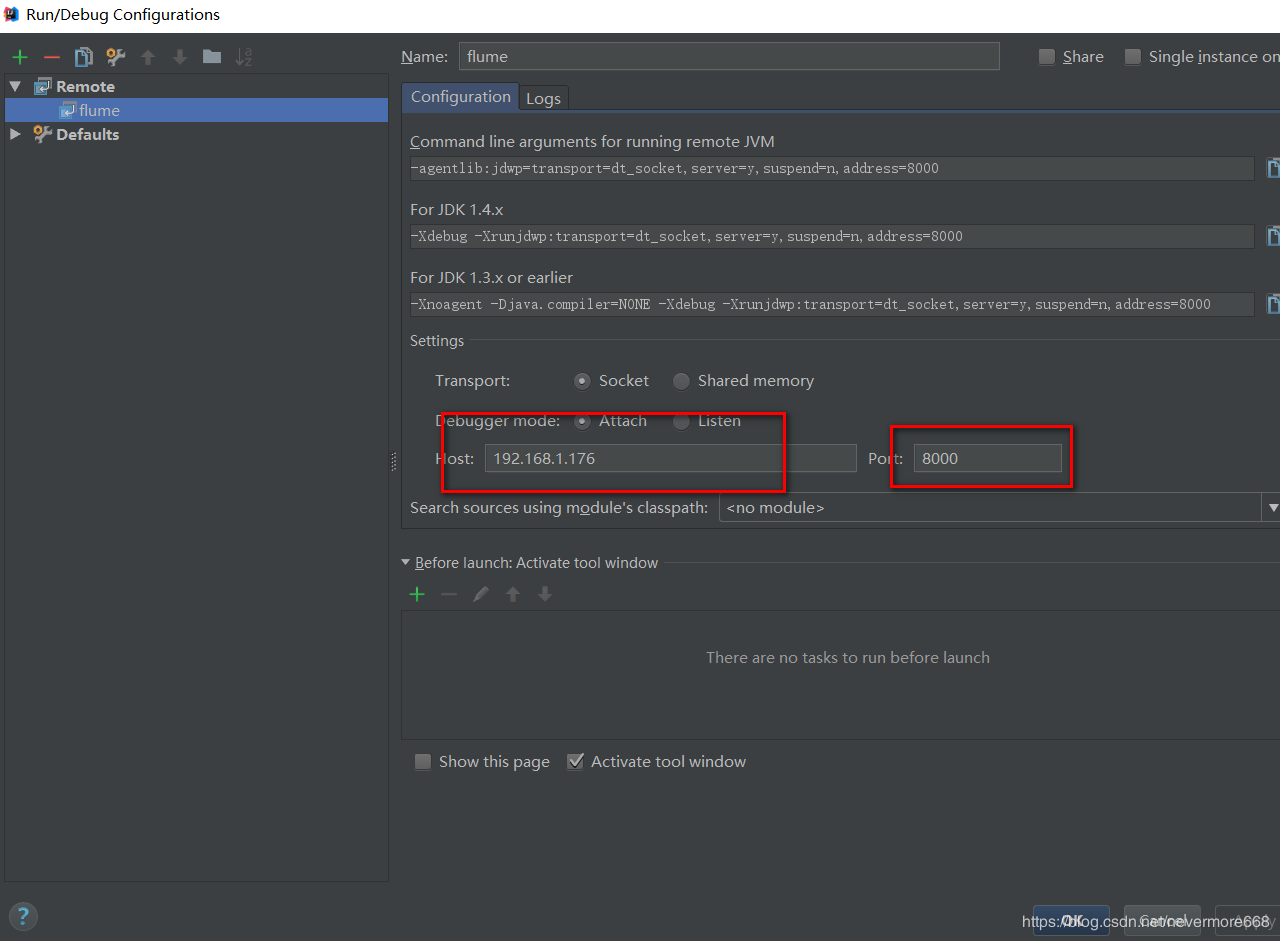 Run/Debug Configurations
Name: flume
Share
Single instance on
Remote
flume
Defaults
Configuration
Logs
Command line arguments for running remote JVM
-agentlib:jdwp=transport=dt_socket,server=y,suspend=n,address=8000
For JDK 1.4.x
-Xdebug -Xrunjdwp:transport=dt_socket,server=y,suspend=n,address=8000
For JDK 1.3.x or earlier
-Xnoagent -Djava.compiler=NONE -Xdebug -Xrunjdwp:transport=dt_socket,server=y,suspend=n,address=8000
Settings
Transport: Socket Shared memory
Debugger mode: Attach Listen
Host: 192.168.1.176 Port: 8000
Search sources using module's classpath: <no module>
Before launch: Activate tool window
There are no tasks to run before launch
Show this page Activate tool window
?
OK Cancel
https://blog.csdn.net/nevermore668